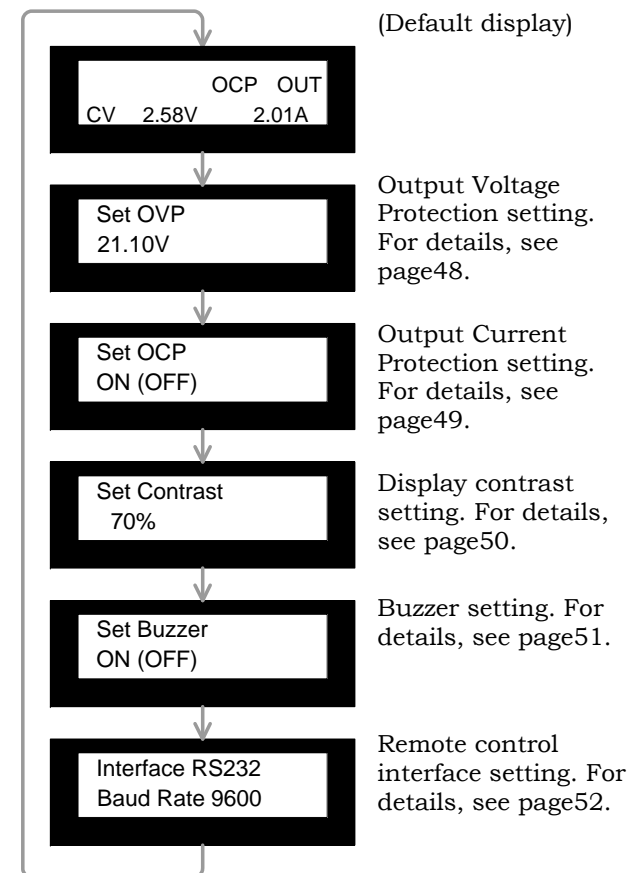 (Default display)
OCP OUT
CV 2.58V 2.01A
Set OVP
21.10V
Output Voltage
Protection setting.
For details, see
page48.
Set OCP
ON (OFF)
Output Current
Protection setting.
For details, see
page49.
Set Contrast
70%
Display contrast
setting. For details,
see page50.
Set Buzzer
ON (OFF)
Buzzer setting. For
details, see page51.
Interface RS232
Baud Rate 9600
Remote control
interface setting. For
details, see page52.